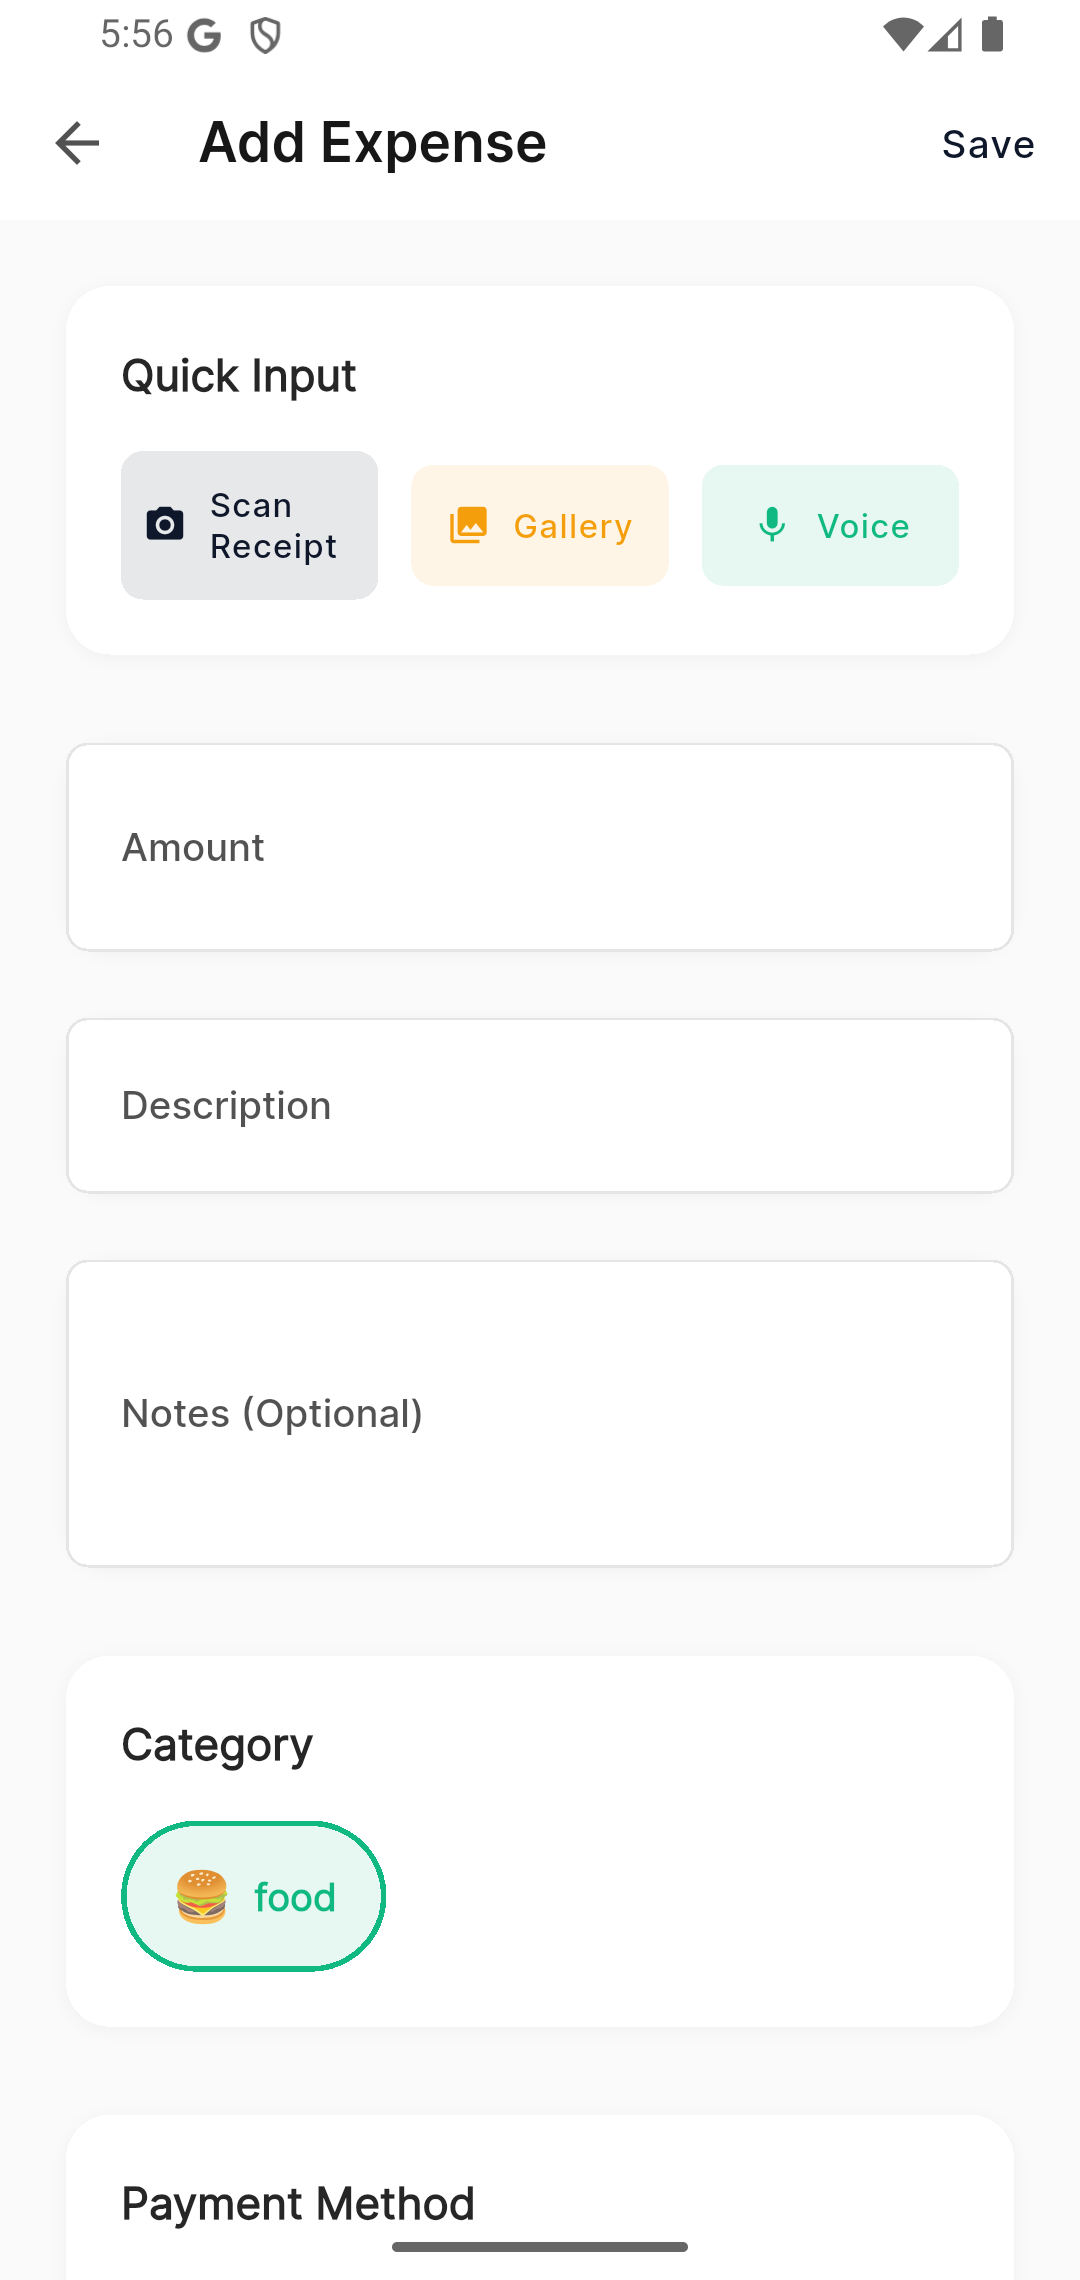 5:56
Add Expense
Save
Quick Input
Scan
Receipt
Gallery
Voice
Amount
Description
Notes (Optional)
Category
food
Payment Method